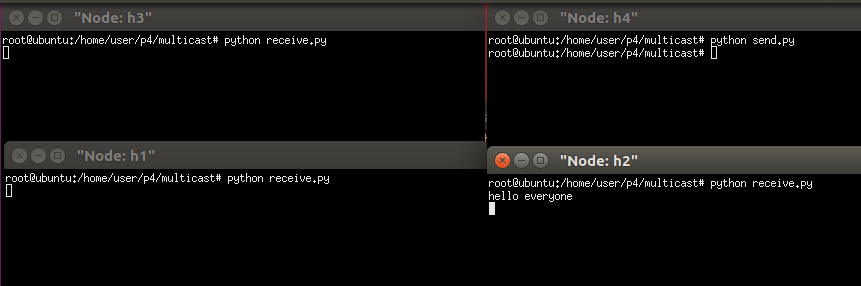 "Node: h3"
root@ubuntu:/home/user/p4/multicast# python receive.py
"Node: h4"
root@ubuntu:/home/user/p4/multicast# python send.py
root@ubuntu:/home/user/p4/multicast#
"Node: h1"
root@ubuntu:/home/user/p4/multicast# python receive.py
"Node: h2"
root@ubuntu:/home/user/p4/multicast# python receive.py
hello everyone